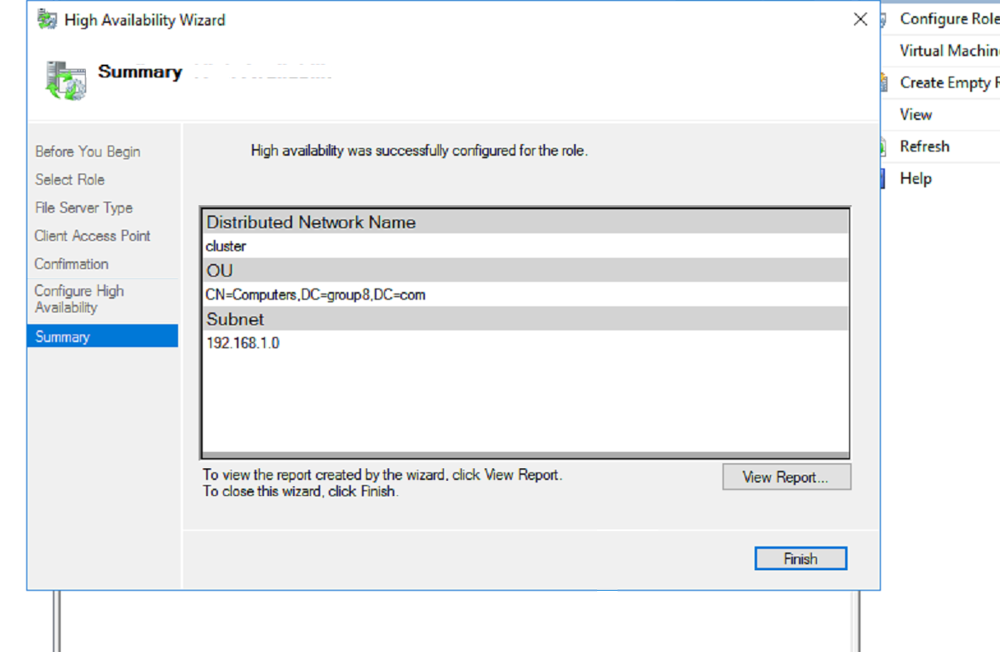 High Availability Wizard
Summary
Before You Begin
Select Role
File Server Type
Client Access Point
Confirmation
Configure High
Availability
Summary
High availability was successfully configured for the role.
Distributed Network Name
cluster
OU
CN=Computers,DC=group8,DC=com
Subnet
192.168.1.0
To view the report created by the wizard, click View Report.
To close this wizard, click Finish.
View Report...
Finish
Configure Role
Virtual
Create Empty
View
Refresh
Help